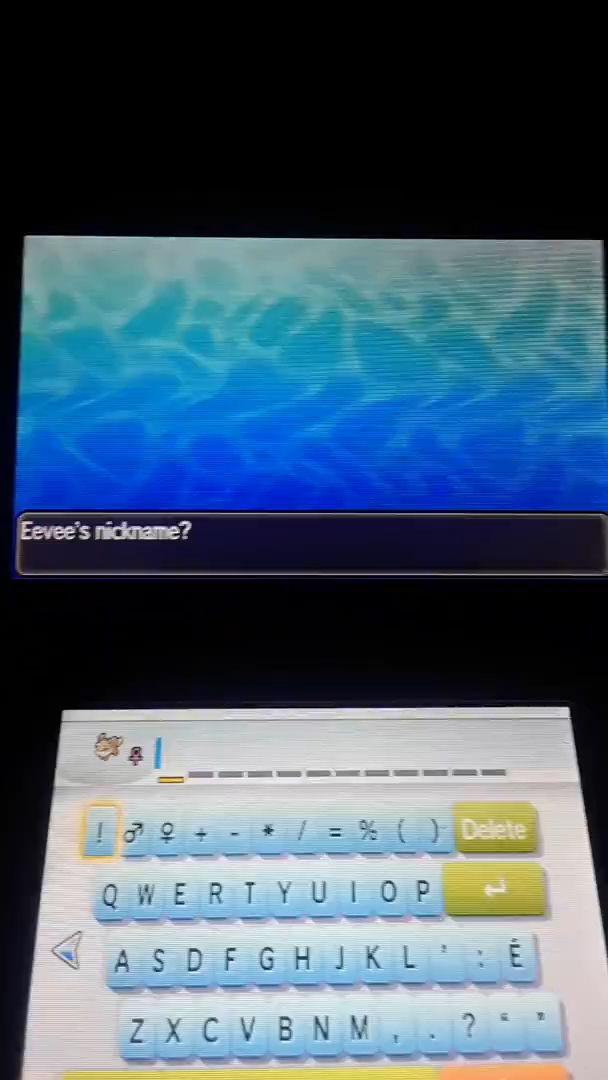 Eevee's nickname?
! ♂ ♀ + - * / = % ( ) Delete
Q W E R T Y U I O P
A S D F G H J K L ' : É
Z X C V B N M , . ? “ ”